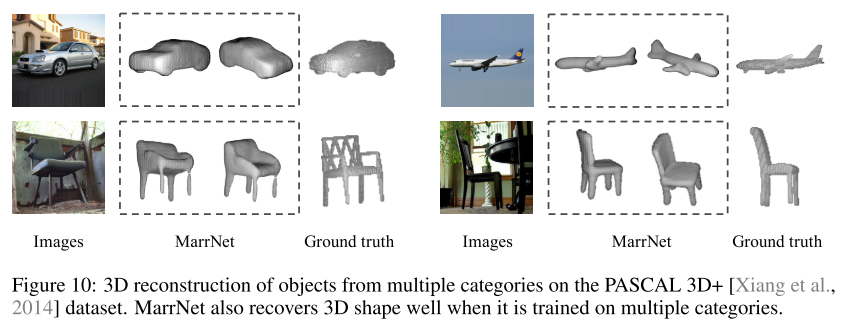 Images
MarrNet
Ground truth
Images
MarrNet
Ground truth
Figure 10: 3D reconstruction of objects from multiple categories on the PASCAL 3D+ [Xiang et al.,
2014] dataset. MarrNet also recovers 3D shape well when it is trained on multiple categories.